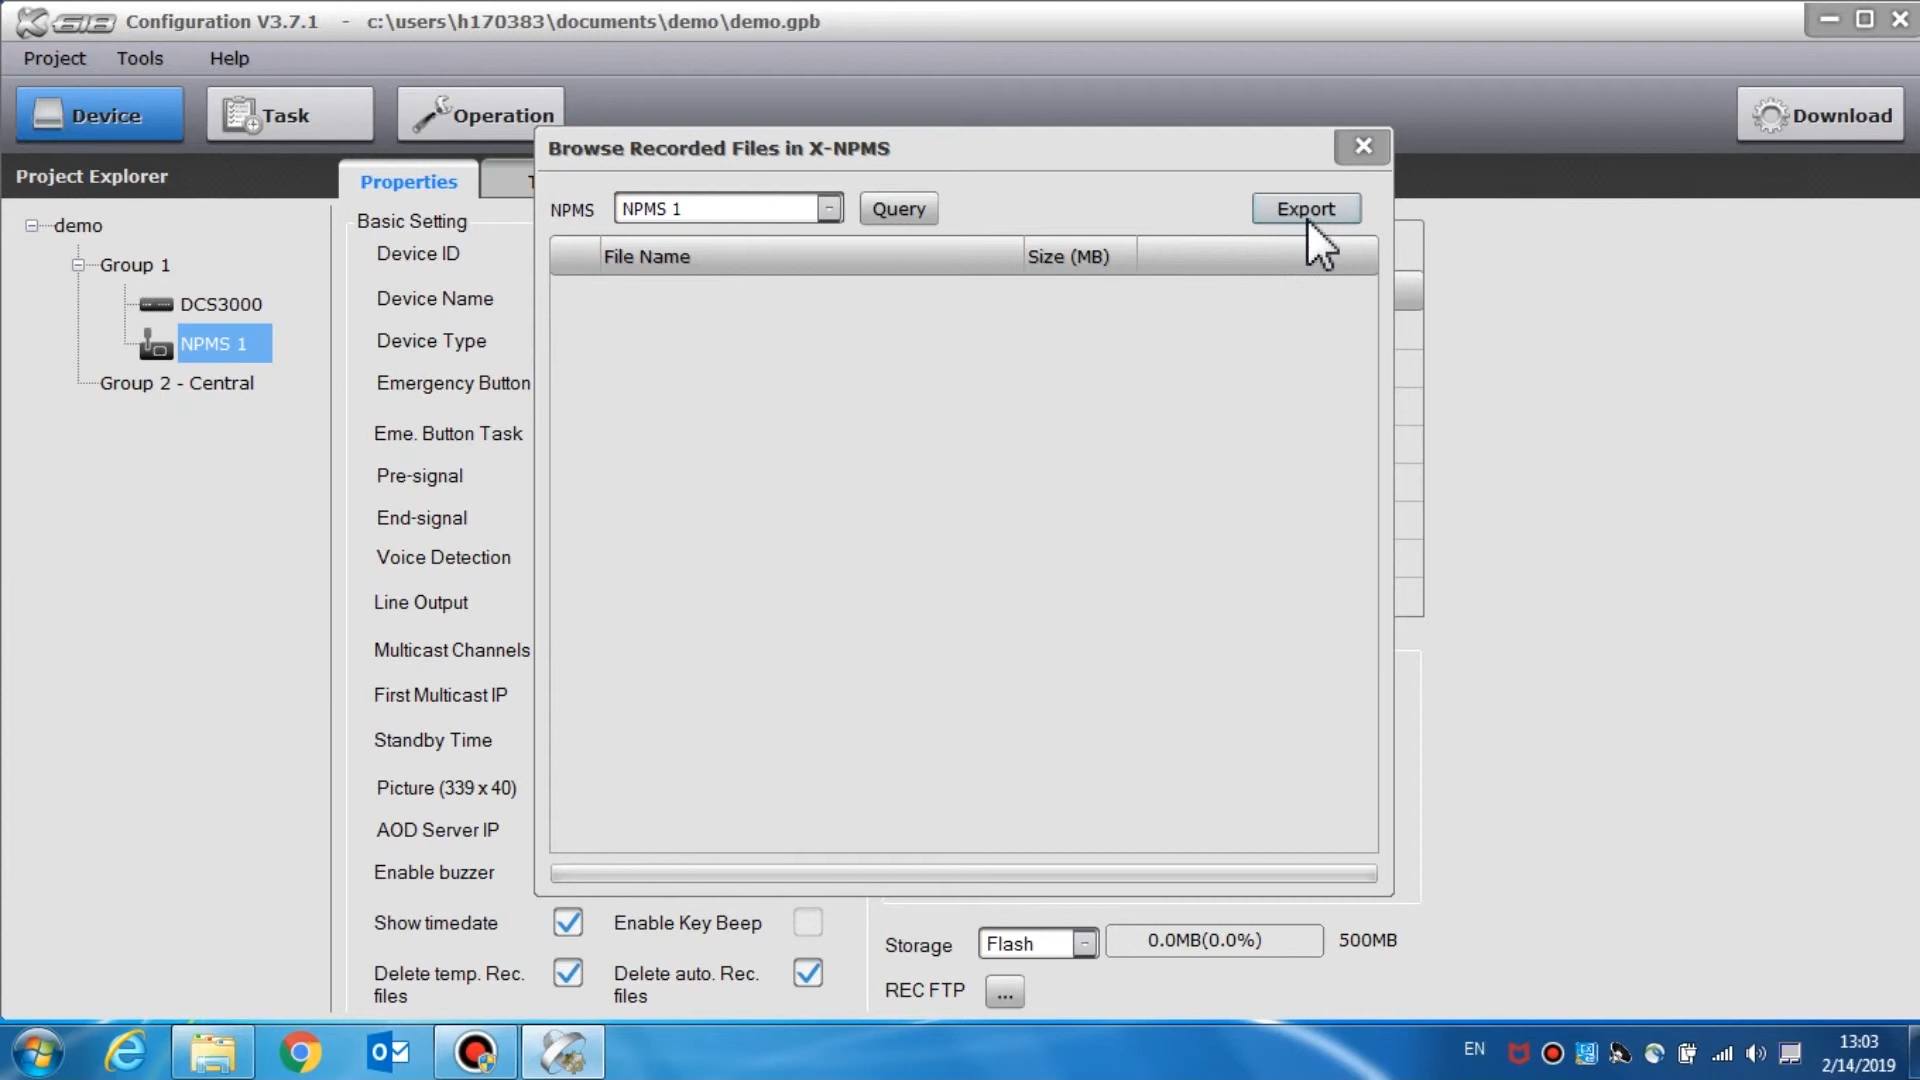 X-618 Configuration V3.7.1 - c:\users\h170383\documents\demo\demo.gpb
Project Tools Help
Device Task Operation Download
Browse Recorded Files in X-NPMS
Project Explorer
Properties
NPMS NPMS 1 Query Export
demo
Basic Setting
File Name Size (MB)
Group 1
Device ID
DCS3000
Device Name
NPMS 1
Device Type
Group 2 - Central
Emergency Button
Eme. Button Task
Pre-signal
End-signal
Voice Detection
Line Output
Multicast Channels
First Multicast IP
Standby Time
Picture (339 x 40)
AOD Server IP
Enable buzzer
Show timedate Enable Key Beep
Storage Flash 0.0MB(0.0%) 500MB
Delete temp. Rec. files
Delete auto. Rec. files
REC FTP ...
EN
13:03
2/14/2019